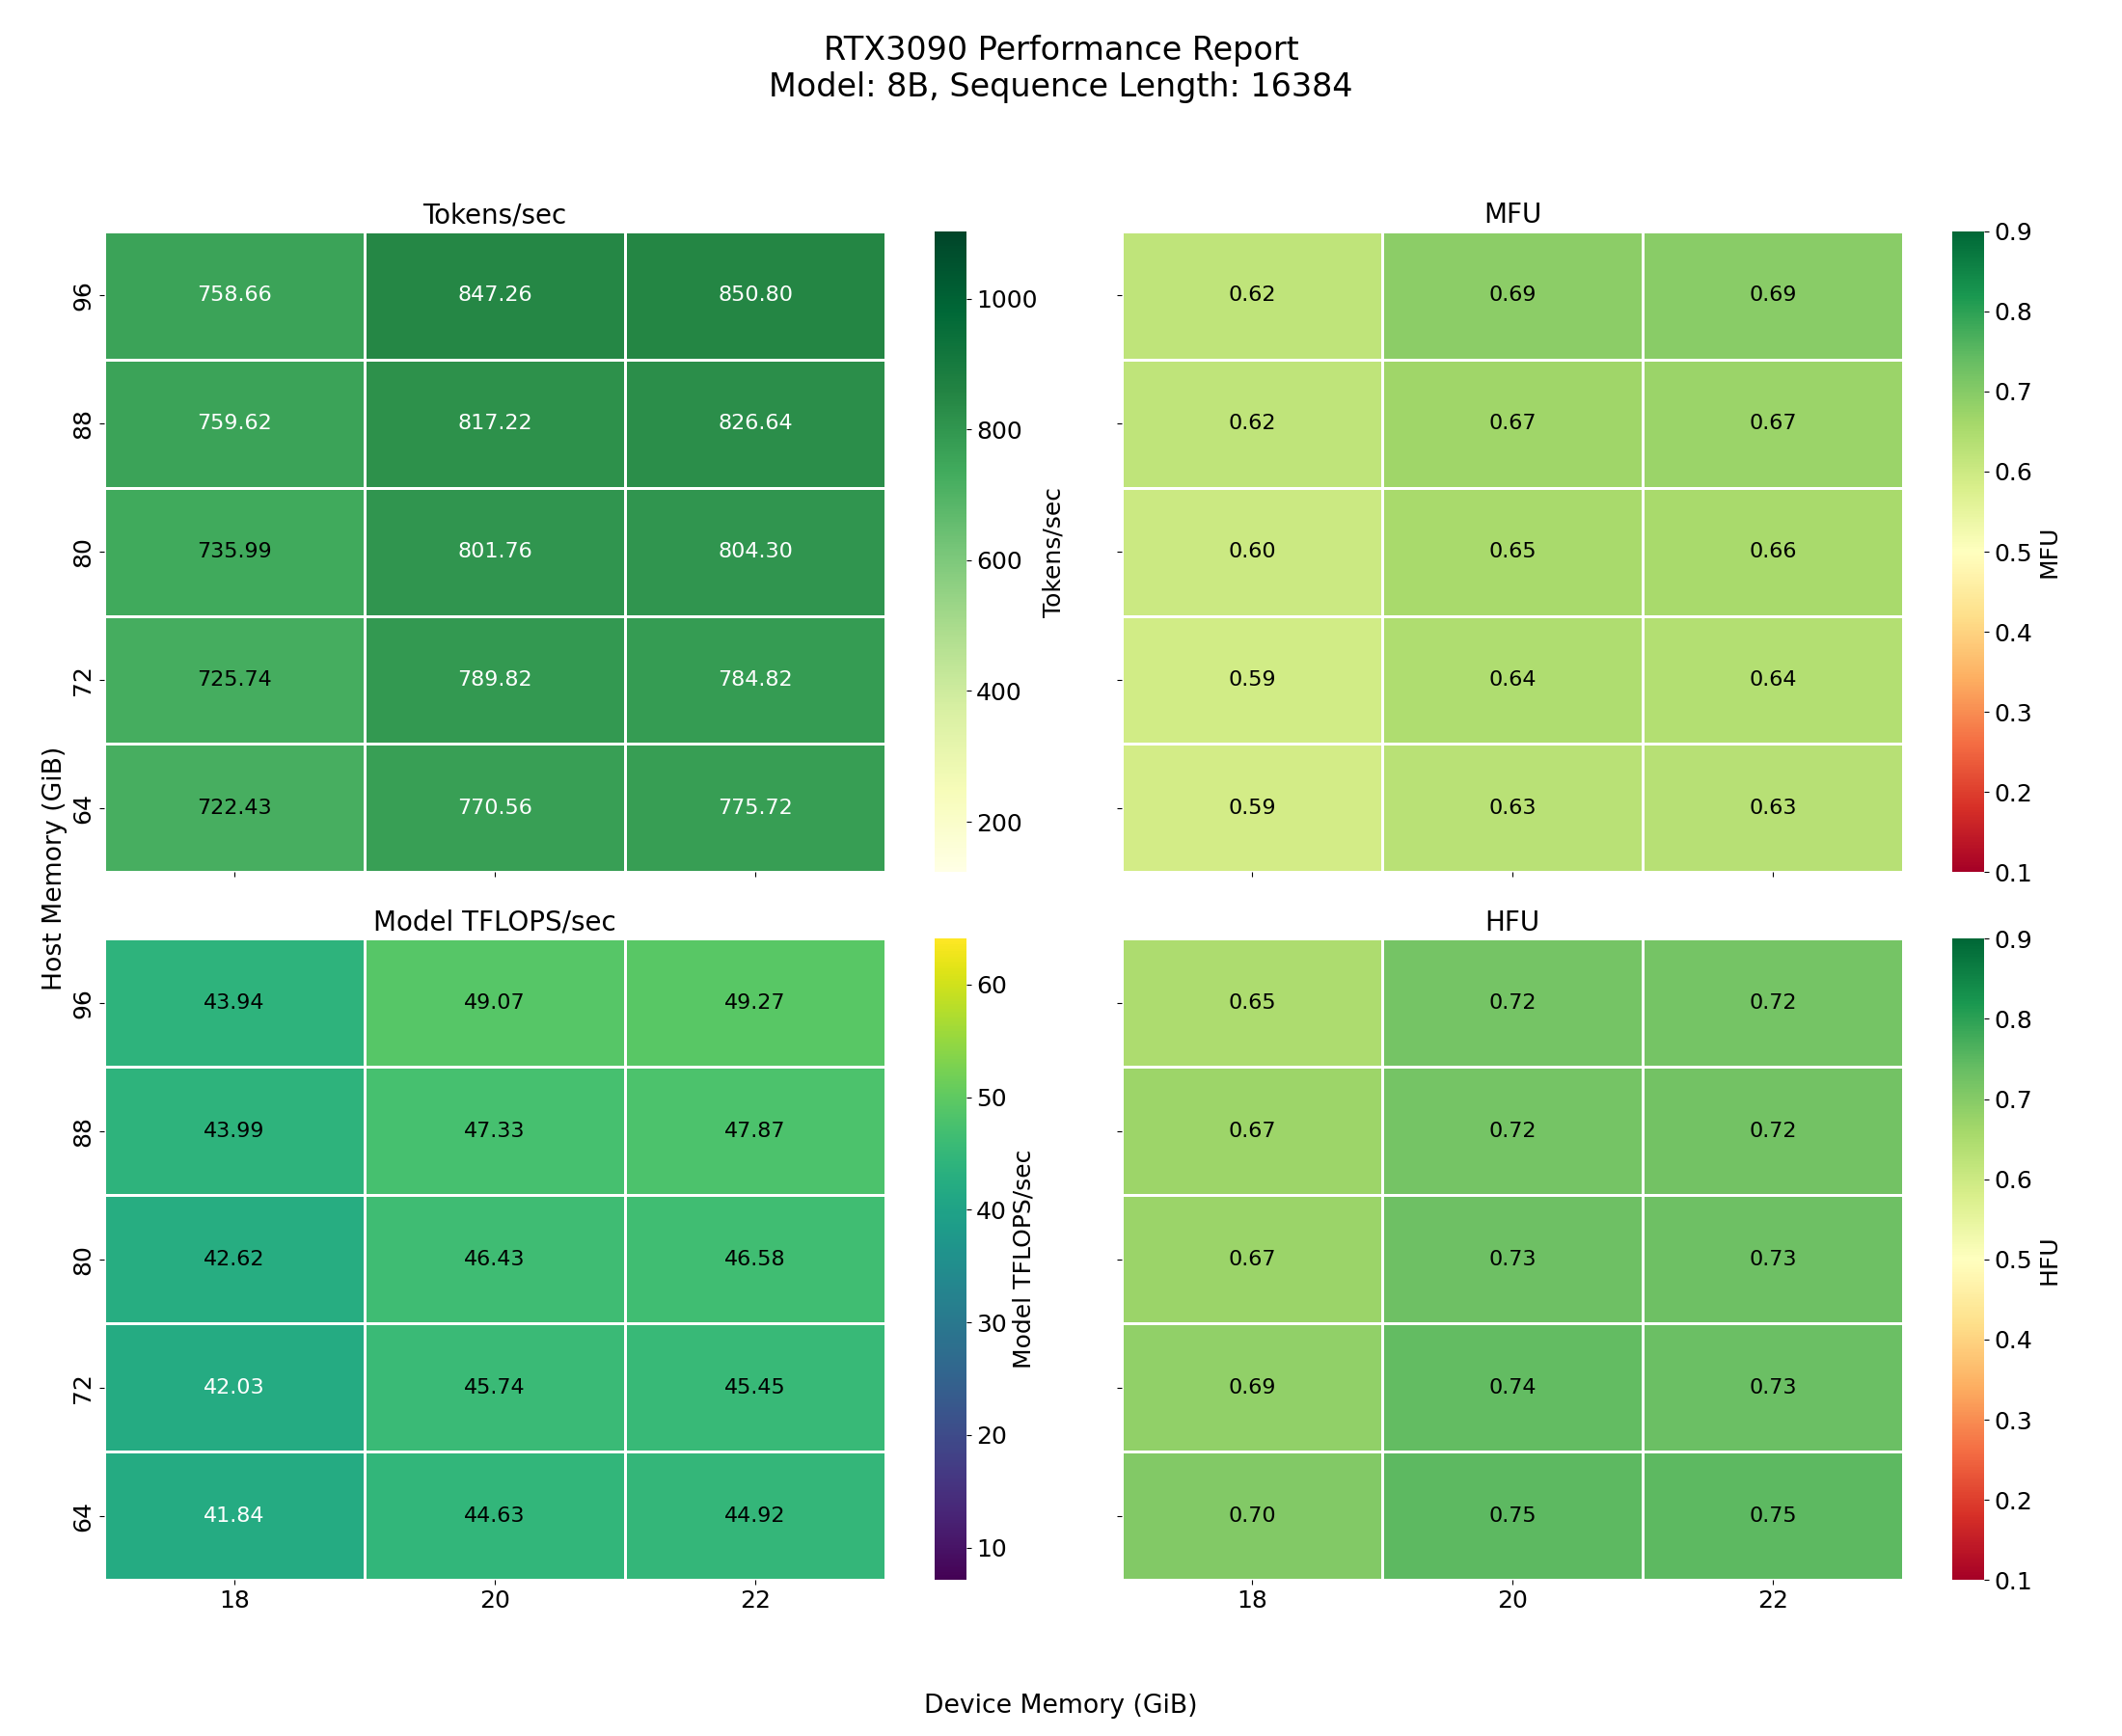 RTX3090 Performance Report
Model: 8B, Sequence Length: 16384
Tokens/sec
96
758.66 847.26 850.80
88
759.62 817.22 826.64
80
735.99 801.76 804.30
72
725.74 789.82 784.82
64
722.43 770.56 775.72
1000
800
600
400
200
Tokens/sec
MFU
0.62 0.69 0.69
0.62 0.67 0.67
0.60 0.65 0.66
0.59 0.64 0.64
0.59 0.63 0.63
0.9
0.8
0.7
0.6
0.5
0.4
0.3
0.2
0.1
MFU
Host Memory (GiB)
Model TFLOPS/sec
96
43.94 49.07 49.27
88
43.99 47.33 47.87
80
42.62 46.43 46.58
72
42.03 45.74 45.45
64
41.84 44.63 44.92
18 20 22
60
50
40
30
20
10
Model TFLOPS/sec
HFU
0.65 0.72 0.72
0.67 0.72 0.72
0.67 0.73 0.73
0.69 0.74 0.73
0.70 0.75 0.75
18 20 22
0.9
0.8
0.7
0.6
0.5
0.4
0.3
0.2
0.1
HFU
Device Memory (GiB)